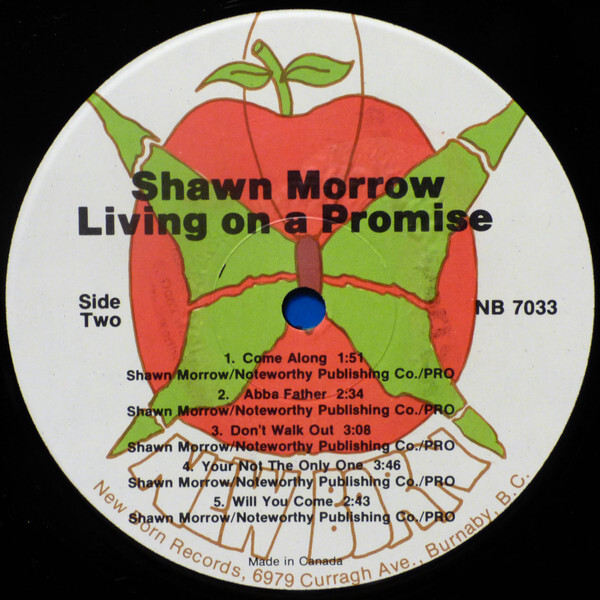 Shawn Morrow
Living on a Promise
Side
Two
NB 7033
1. Come Along 1:51
Shawn Morrow/Noteworthy Publishing Co./PRO
2. Abba Father 2:34
Shawn Morrow/Noteworthy Publishing Co./PRO
3. Don't Walk Out 3:08
Shawn Morrow/Noteworthy Publishing Co./PRO
4. Your Not The Only One 3:46
Shawn Morrow/Noteworthy Publishing Co./PRO
5. Will You Come 2:43
Shawn Morrow/Noteworthy Publishing Co./PRO
NEW BORN
Made in Canada
New Born Records, 6979 Curragh Ave., Burnaby, B.C.